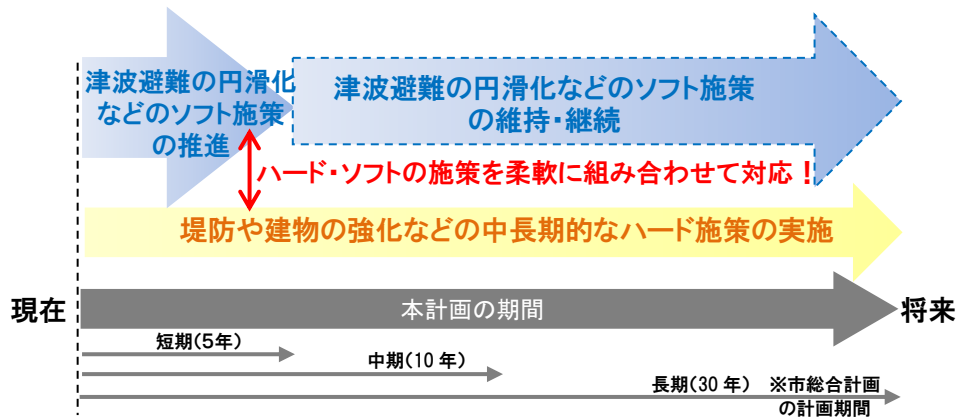 津波避難の円滑化
などのソフト施策
の推進
津波避難の円滑化などのソフト施策
の維持・継続
ハード・ソフトの施策を柔軟に組み合わせて対応！
堤防や建物の強化などの中長期的なハード施策の実施
現在
本計画の期間
将来
短期(5年)
中期(10年)
長期(30年) ※市総合計画
の計画期間